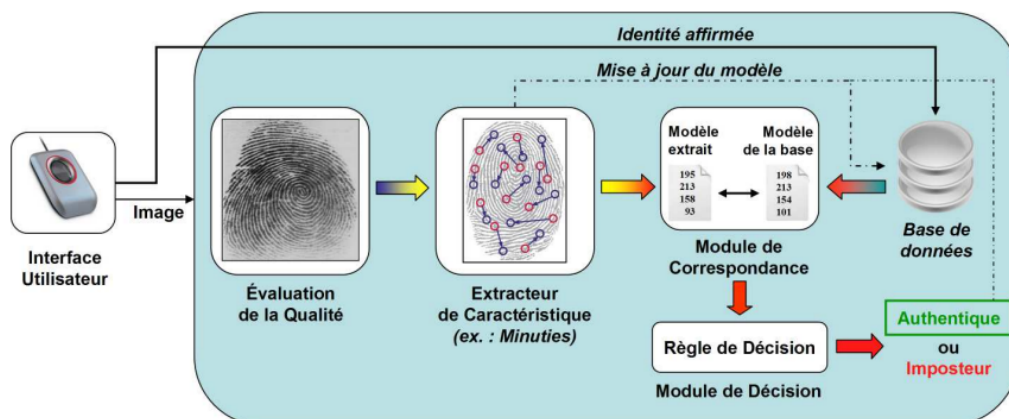 Identité affirmée
Mise à jour du modèle
Image
Interface
Utilisateur
Évaluation
de la Qualité
Extracteur
de Caractéristique
(ex. : Minuties)
Modèle
extrait
195
213
158
93
Modèle
de la base
198
213
154
101
Module de
Correspondance
Base de
données
Règle de Décision
Module de Décision
Authentique
ou
Imposteur